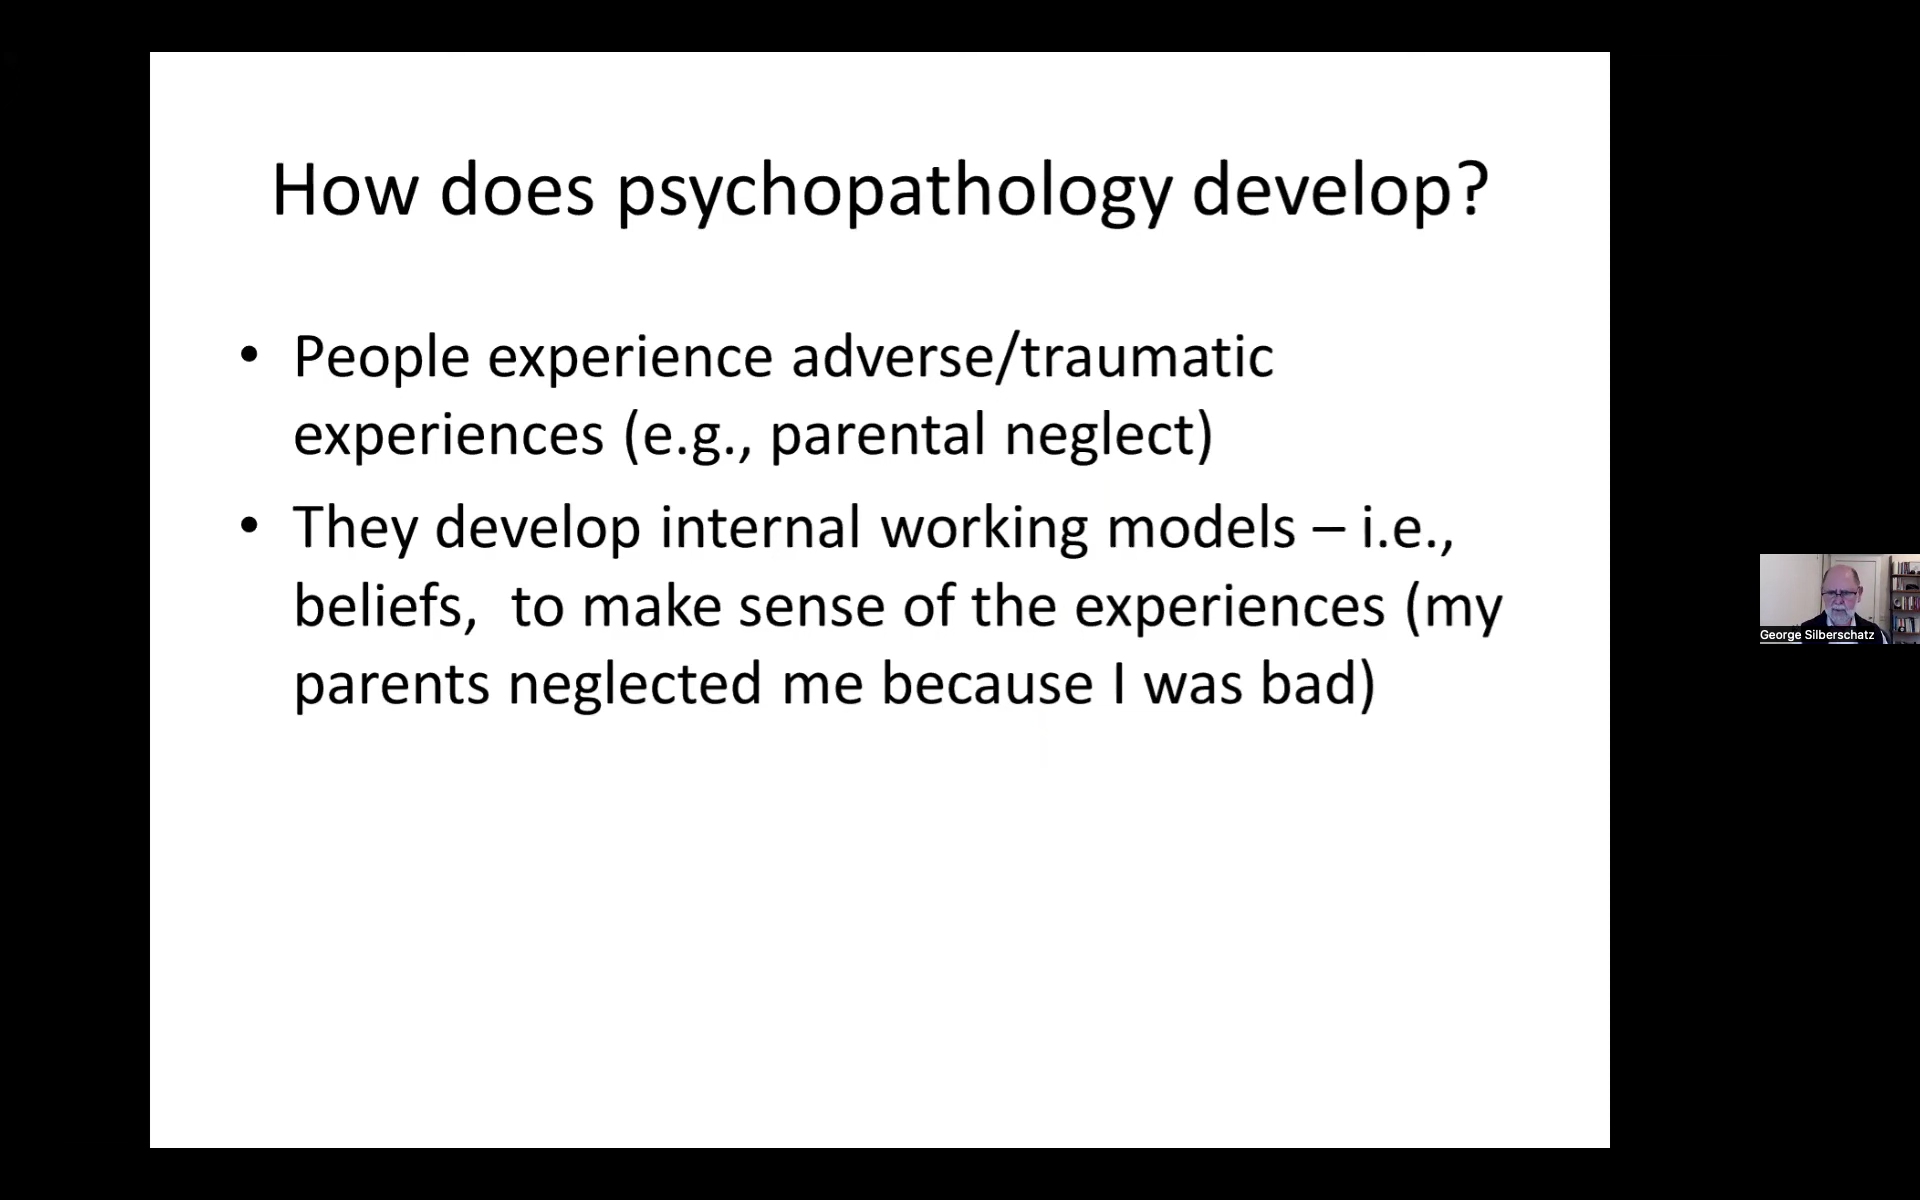 How does psychopathology develop?
• People experience adverse/traumatic
experiences (e.g., parental neglect)
• They develop internal working models – i.e.,
beliefs,  to make sense of the experiences (my
parents neglected me because I was bad)
George Silberschatz